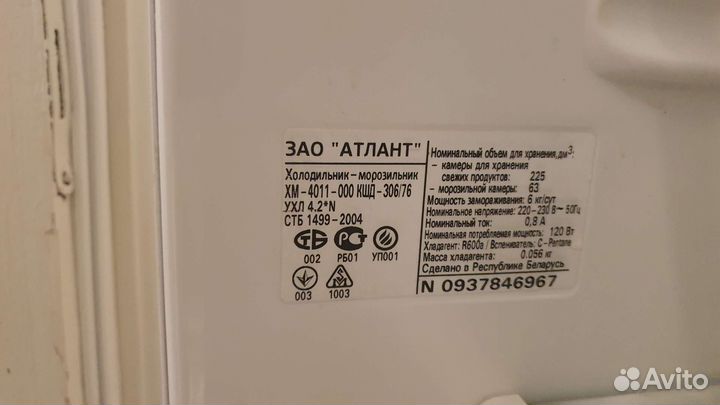 ЗАО "АТЛАНТ"
Холодильник-морозильник
ХМ-4011-000 КШД-306/76
УХЛ 4.2*N
СТБ 1499-2004
002 РБ01 УП001
003 1003
Номинальный объем для хранения,дм³:
- камеры для хранения
свежих продуктов: 225
- морозильной камеры: 63
Мощность замораживания: 6 кг/сут
Номинальное напряжение: 220-230 В~ 50Гц
Номинальный ток: 0,8 А
Номинальная потребляемая мощность: 120 Вт
Хладагент: R600a / Вспениватель: C-Pentane
Масса хладагента: 0.056 кг
Сделано в Республике Беларусь
N 0937846967
Avito